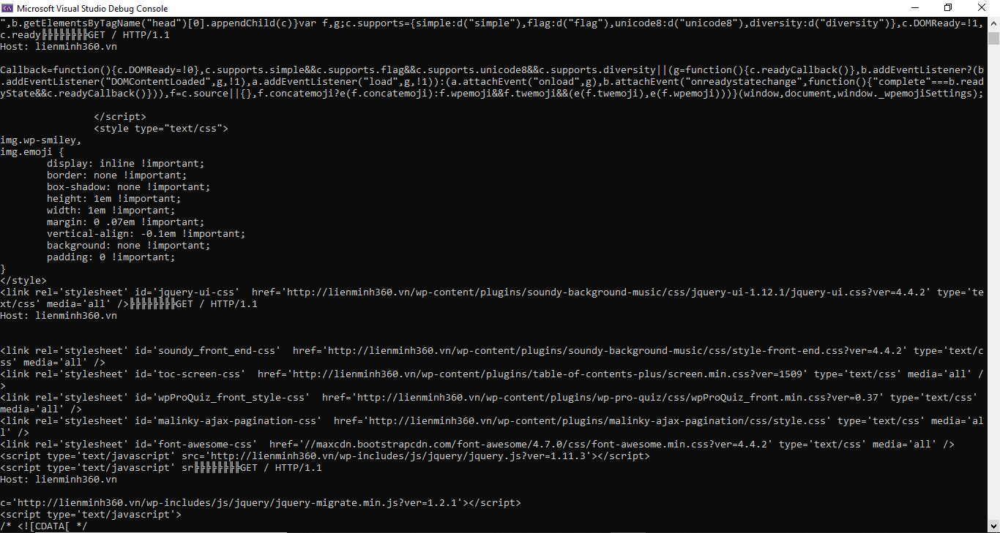 Microsoft Visual Studio Debug Console
",b.getElementsByTagName("head")[0].appendChild(c)}var f,g;c.supports={simple:d("simple"),flag:d("flag"),unicode8:d("unicode8"),diversity:d("diversity")},c.DOMReady=!1,
c.ready╠╠╠╠╠╠╠╠GET / HTTP/1.1
Host: lienminh360.vn
Callback=function(){c.DOMReady=!0},c.supports.simple&&c.supports.flag&&c.supports.unicode8&&c.supports.diversity||(g=function(){c.readyCallback()},b.addEventListener?(b
.addEventListener("DOMContentLoaded",g,!1),a.addEventListener("load",g,!1)):(a.attachEvent("onload",g),b.attachEvent("onreadystatechange",function(){"complete"===b.read
yState&&c.readyCallback()})),f=c.source||{},f.concatemoji?e(f.concatemoji):f.wpemoji&&f.twemoji&&(e(f.twemoji),e(f.wpemoji)))}(window,document,window._wpemojiSettings);
</script>
<style type="text/css">
img.wp-smiley,
img.emoji {
display: inline !important;
border: none !important;
box-shadow: none !important;
height: 1em !important;
width: 1em !important;
margin: 0 .07em !important;
vertical-align: -0.1em !important;
background: none !important;
padding: 0 !important;
}
</style>
<link rel='stylesheet' id='jquery-ui-css'  href='http://lienminh360.vn/wp-content/plugins/soundy-background-music/css/jquery-ui-1.12.1/jquery-ui.css?ver=4.4.2' type='te
xt/css' media='all' />╠╠╠╠╠╠╠╠GET / HTTP/1.1
Host: lienminh360.vn
<link rel='stylesheet' id='soundy_front_end-css'  href='http://lienminh360.vn/wp-content/plugins/soundy-background-music/css/style-front-end.css?ver=4.4.2' type='text/c
ss' media='all' />
<link rel='stylesheet' id='toc-screen-css'  href='http://lienminh360.vn/wp-content/plugins/table-of-contents-plus/screen.min.css?ver=1509' type='text/css' media='all' /
>
<link rel='stylesheet' id='wpProQuiz_front_style-css'  href='http://lienminh360.vn/wp-content/plugins/wp-pro-quiz/css/wpProQuiz_front.min.css?ver=0.37' type='text/css'
media='all' />
<link rel='stylesheet' id='malinky-ajax-pagination-css'  href='http://lienminh360.vn/wp-content/plugins/malinky-ajax-pagination/css/style.css' type='text/css' media='al
l' />
<link rel='stylesheet' id='font-awesome-css'  href='//maxcdn.bootstrapcdn.com/font-awesome/4.7.0/css/font-awesome.min.css?ver=4.4.2' type='text/css' media='all' />
<script type='text/javascript' src='http://lienminh360.vn/wp-includes/js/jquery/jquery.js?ver=1.11.3'></script>
<script type='text/javascript' sr╠╠╠╠╠╠╠╠GET / HTTP/1.1
Host: lienminh360.vn
c='http://lienminh360.vn/wp-includes/js/jquery/jquery-migrate.min.js?ver=1.2.1'></script>
<script type='text/javascript'>
/* <![CDATA[ */